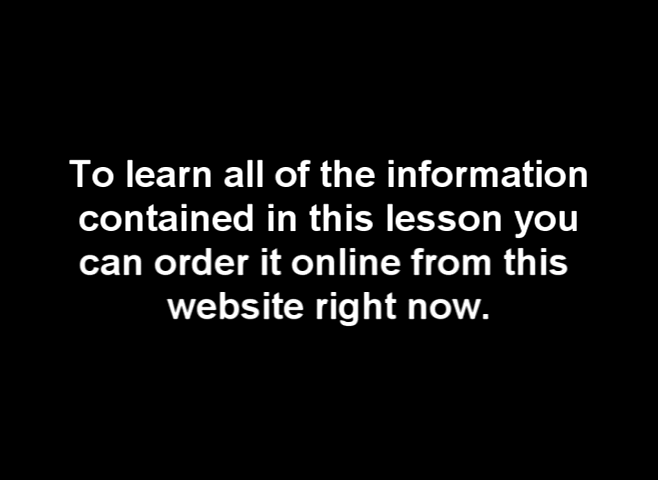 To learn all of the information
contained in this lesson you
can order it online from this
website right now.